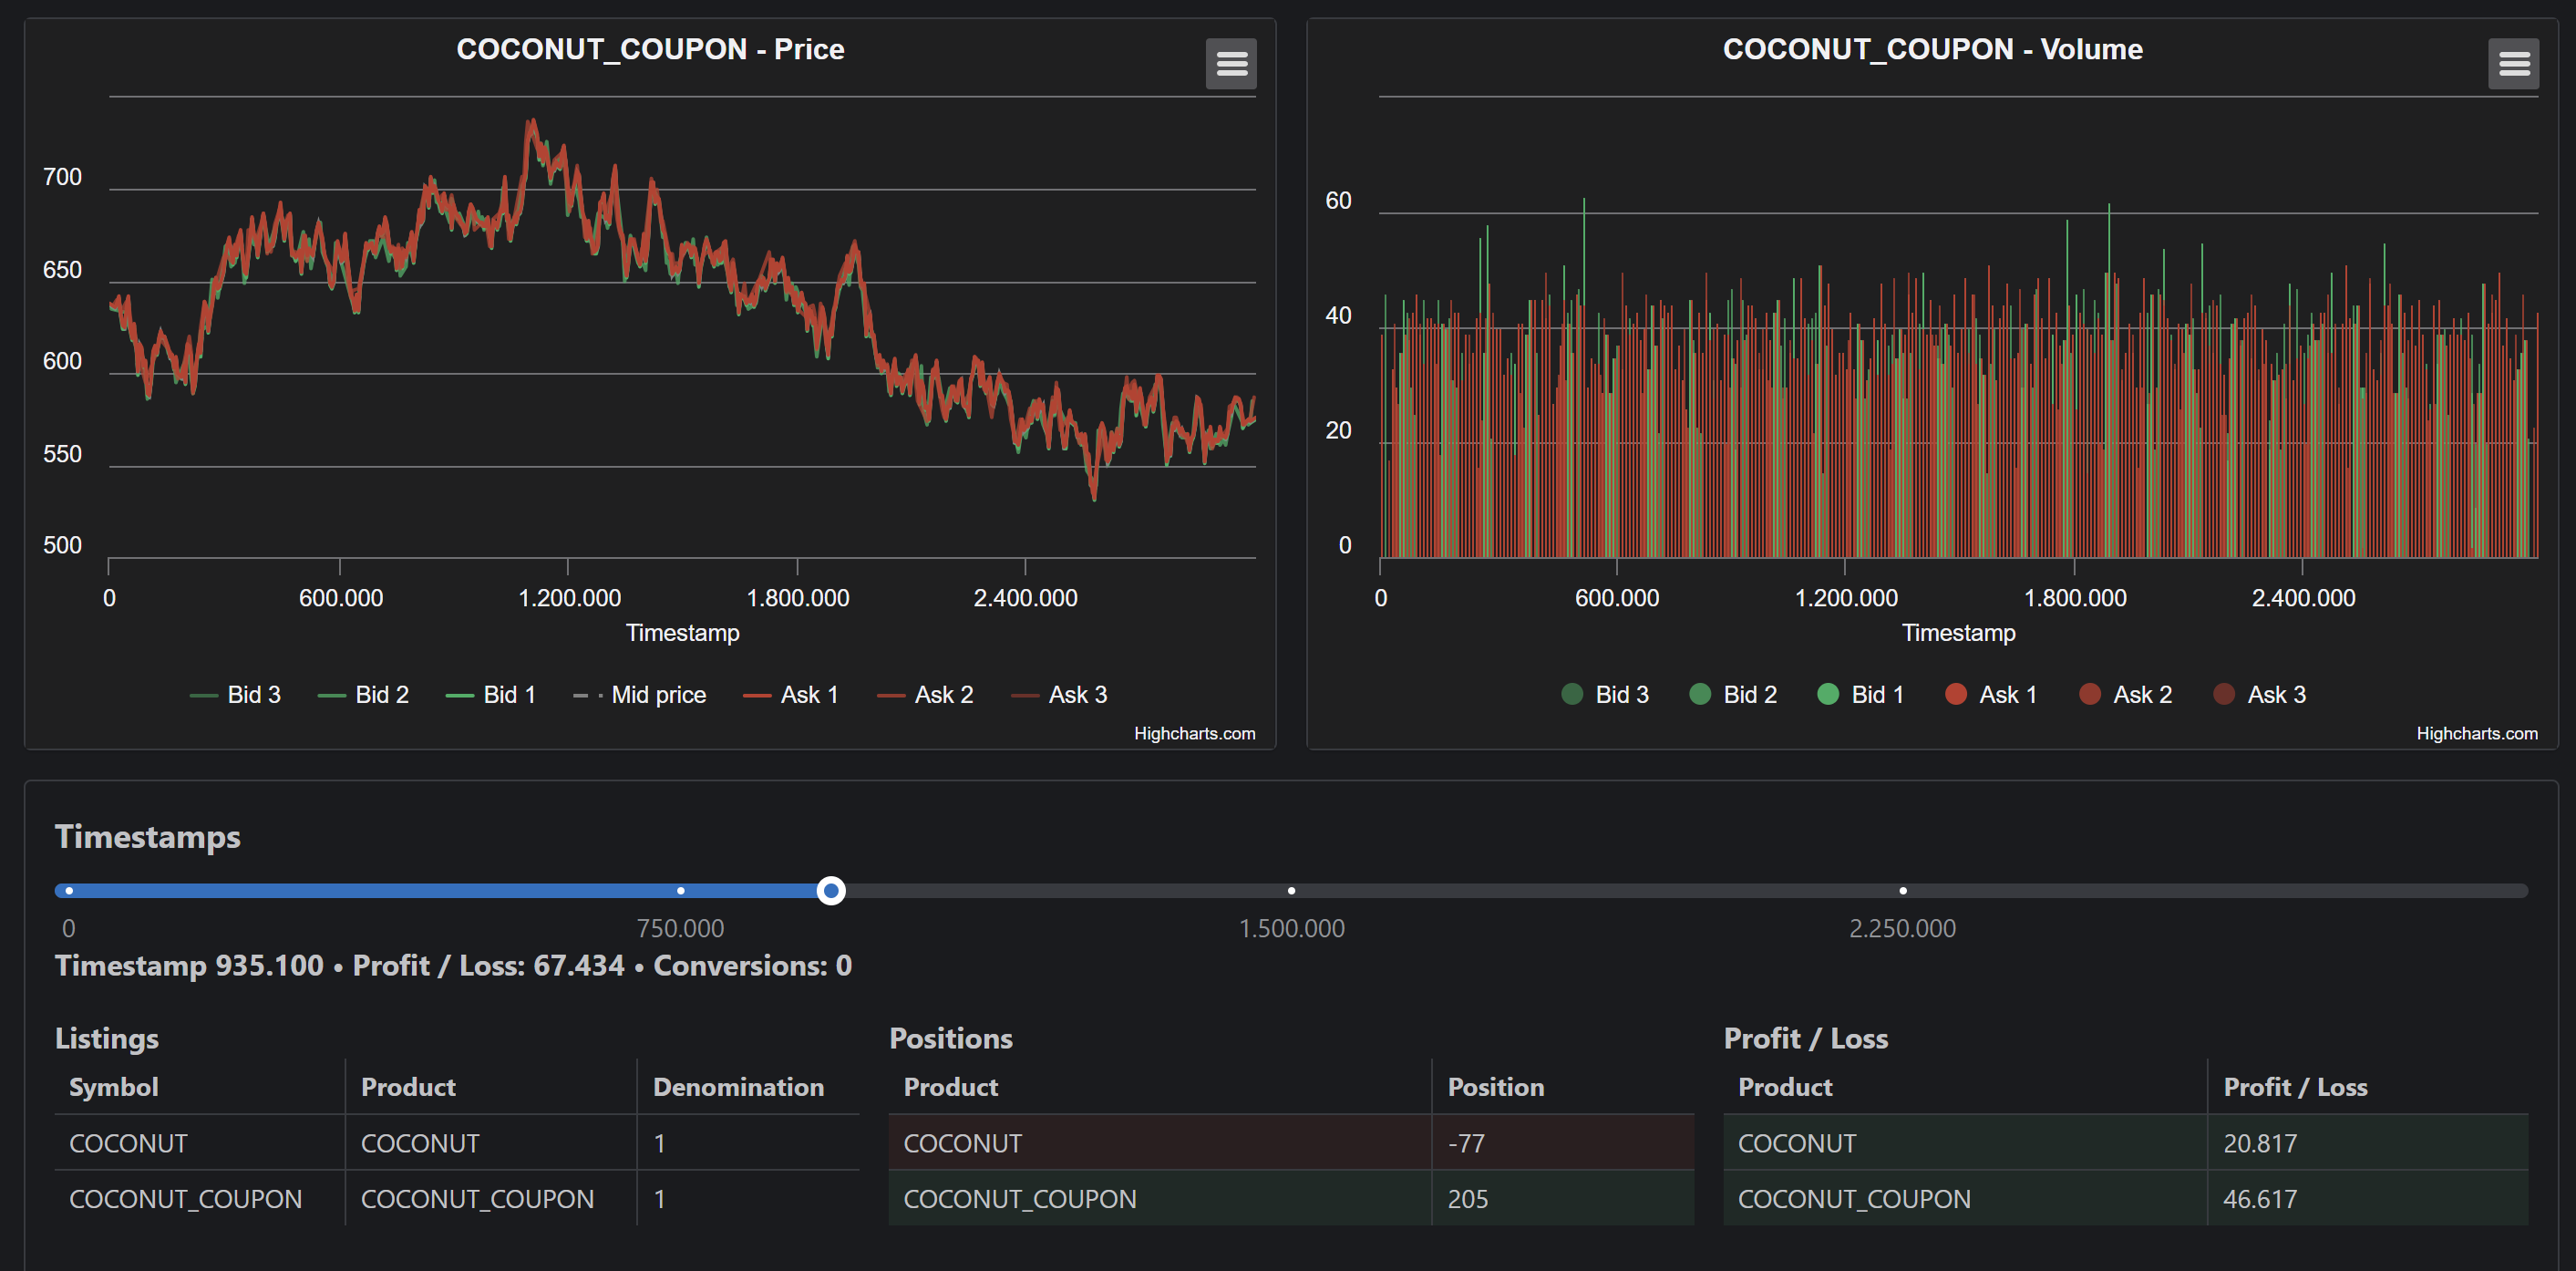 COCONUT_COUPON - Price
700
650
600
550
500
0 600.000 1.200.000 1.800.000 2.400.000
Timestamp
Bid 3 Bid 2 Bid 1 Mid price Ask 1 Ask 2 Ask 3
Highcharts.com
COCONUT_COUPON - Volume
60
40
20
0
0 600.000 1.200.000 1.800.000 2.400.000
Timestamp
Bid 3 Bid 2 Bid 1 Ask 1 Ask 2 Ask 3
Highcharts.com
Timestamps
0 750.000 1.500.000 2.250.000
Timestamp 935.100 • Profit / Loss: 67.434 • Conversions: 0
Listings
Symbol Product Denomination
COCONUT COCONUT 1
COCONUT_COUPON COCONUT_COUPON 1
Positions
Product Position
COCONUT -77
COCONUT_COUPON 205
Profit / Loss
Product Profit / Loss
COCONUT 20.817
COCONUT_COUPON 46.617